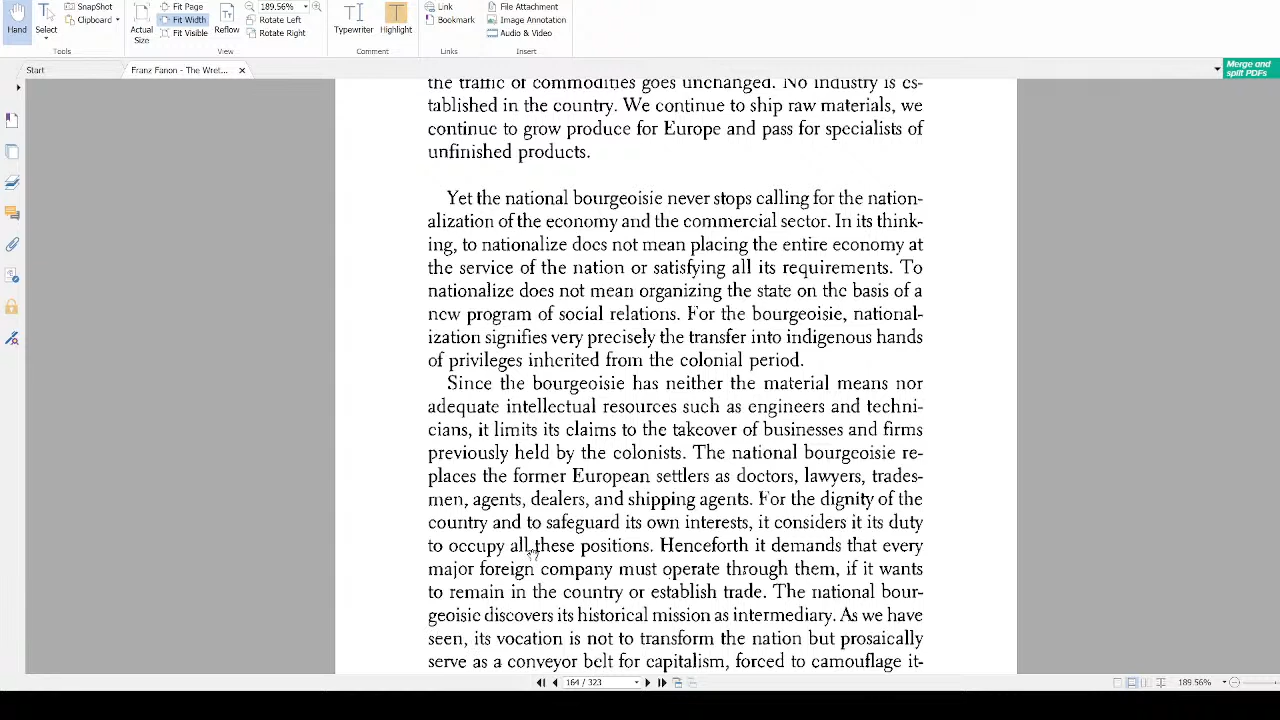 SnapShot
Clipboard
Hand
Select
Tools
Actual
Size
Fit Page
Fit Width
Fit Visible
Reflow
189.56%
Rotate Left
Rotate Right
View
Typewriter
Highlight
Comment
Link
Bookmark
Links
File Attachment
Image Annotation
Audio & Video
Insert
Start
Franz Fanon - The Wret...
Merge and
split PDFs
the traffic of commodities goes unchanged. No industry is es-
tablished in the country. We continue to ship raw materials, we
continue to grow produce for Europe and pass for specialists of
unfinished products.
Yet the national bourgeoisie never stops calling for the nation-
alization of the economy and the commercial sector. In its think-
ing, to nationalize does not mean placing the entire economy at
the service of the nation or satisfying all its requirements. To
nationalize does not mean organizing the state on the basis of a
new program of social relations. For the bourgeoisie, national-
ization signifies very precisely the transfer into indigenous hands
of privileges inherited from the colonial period.
Since the bourgeoisie has neither the material means nor
adequate intellectual resources such as engineers and techni-
cians, it limits its claims to the takeover of businesses and firms
previously held by the colonists. The national bourgeoisie re-
places the former European settlers as doctors, lawyers, trades-
men, agents, dealers, and shipping agents. For the dignity of the
country and to safeguard its own interests, it considers it its duty
to occupy all these positions. Henceforth it demands that every
major foreign company must operate through them, if it wants
to remain in the country or establish trade. The national bour-
geoisie discovers its historical mission as intermediary. As we have
seen, its vocation is not to transform the nation but prosaically
serve as a conveyor belt for capitalism, forced to camouflage it-
164 / 323
189.56%